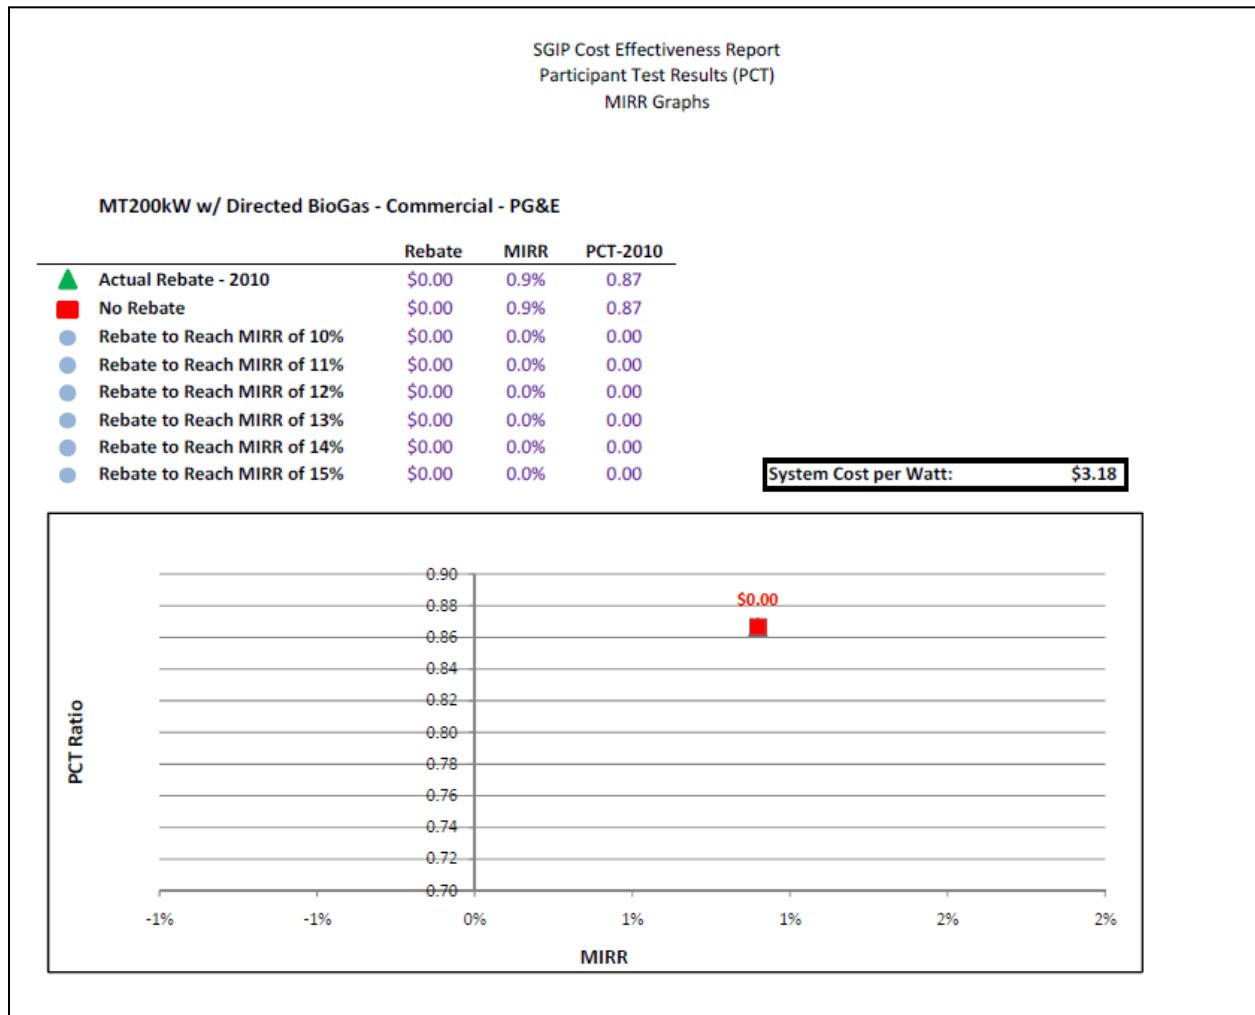 SGIP Cost Effectiveness Report
Participant Test Results (PCT)
MIRR Graphs
MT200kW w/ Directed BioGas - Commercial - PG&E
Rebate MIRR PCT-2010
Actual Rebate - 2010 $0.00 0.9% 0.87
No Rebate $0.00 0.9% 0.87
Rebate to Reach MIRR of 10% $0.00 0.0% 0.00
Rebate to Reach MIRR of 11% $0.00 0.0% 0.00
Rebate to Reach MIRR of 12% $0.00 0.0% 0.00
Rebate to Reach MIRR of 13% $0.00 0.0% 0.00
Rebate to Reach MIRR of 14% $0.00 0.0% 0.00
Rebate to Reach MIRR of 15% $0.00 0.0% 0.00
System Cost per Watt: $3.18
0.90
$0.00
0.88
0.86
0.84
0.82
0.80
0.78
0.76
0.74
0.72
0.70
PCT Ratio
-1% -1% 0% 1% 1% 2% 2%
MIRR